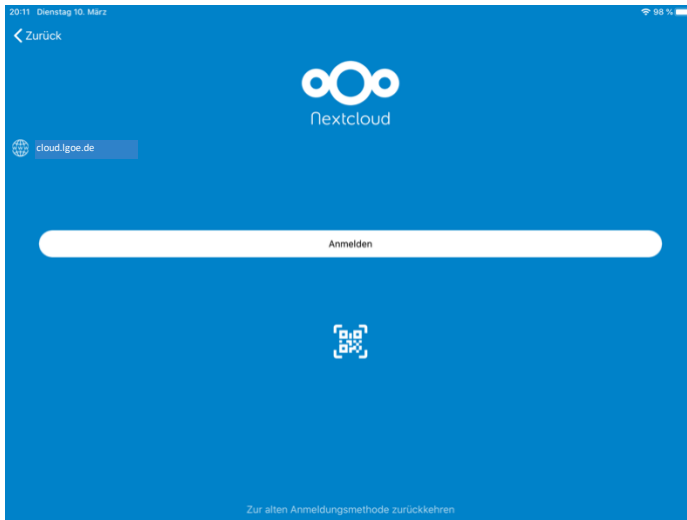 20:11 Dienstag 10. März
98 %
Zurück
Nextcloud
cloud.lgoe.de
Anmelden
Zur alten Anmeldungsmethode zurückkehren